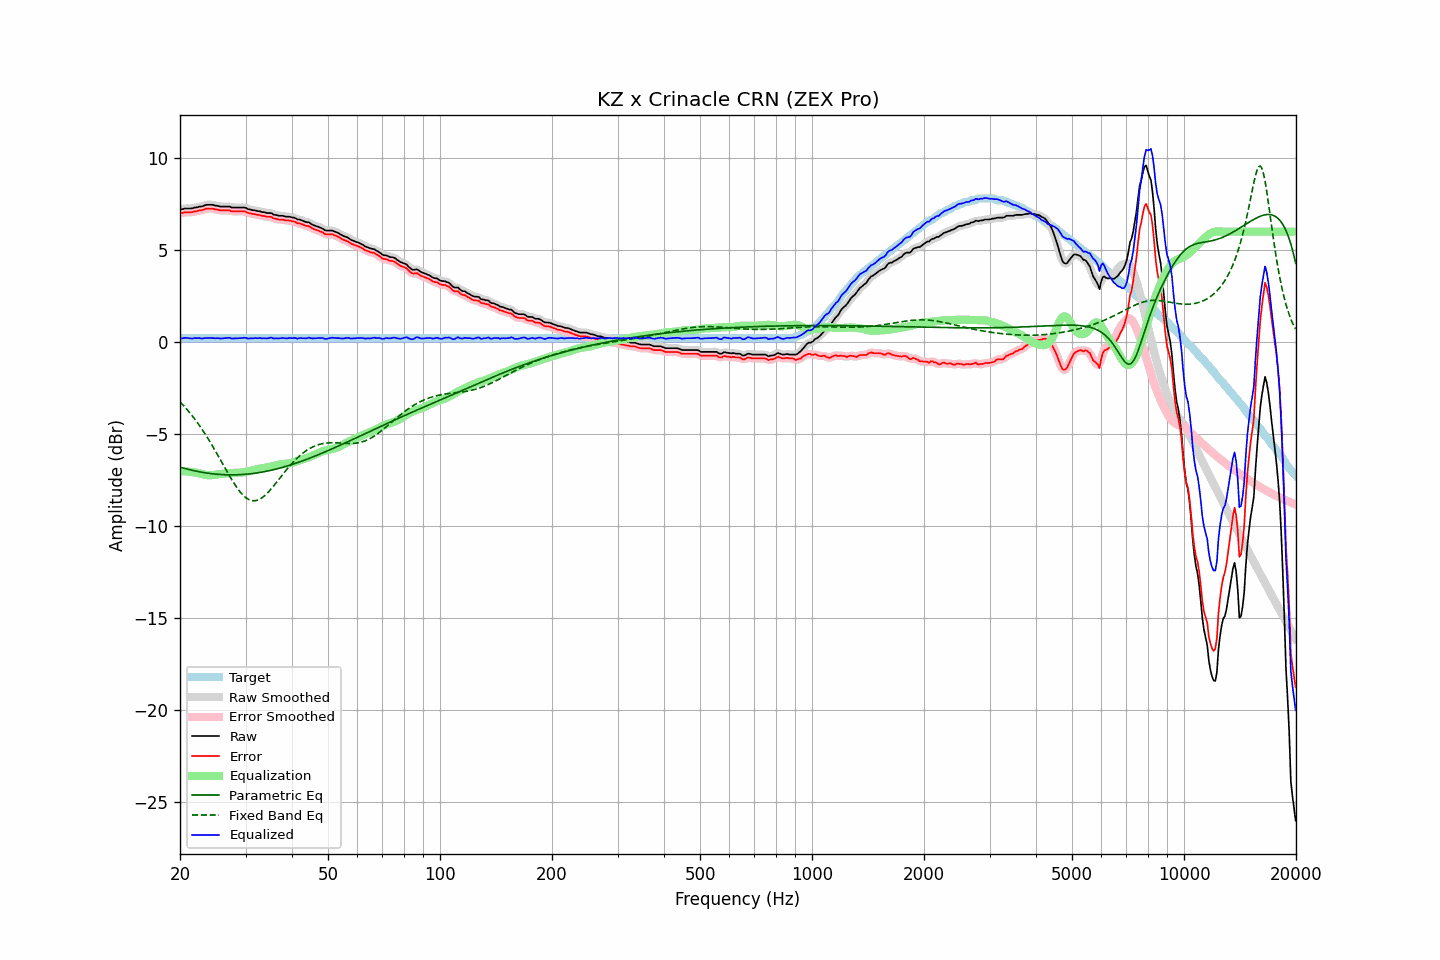 KZ x Crinacle CRN (ZEX Pro)
Amplitude (dBr)
10
5
0
−5
−10
−15
−20
−25
Target
Raw Smoothed
Error Smoothed
Raw
Error
Equalization
Parametric Eq
Fixed Band Eq
Equalized
20 50 100 200 500 1000 2000 5000 10000 20000
Frequency (Hz)